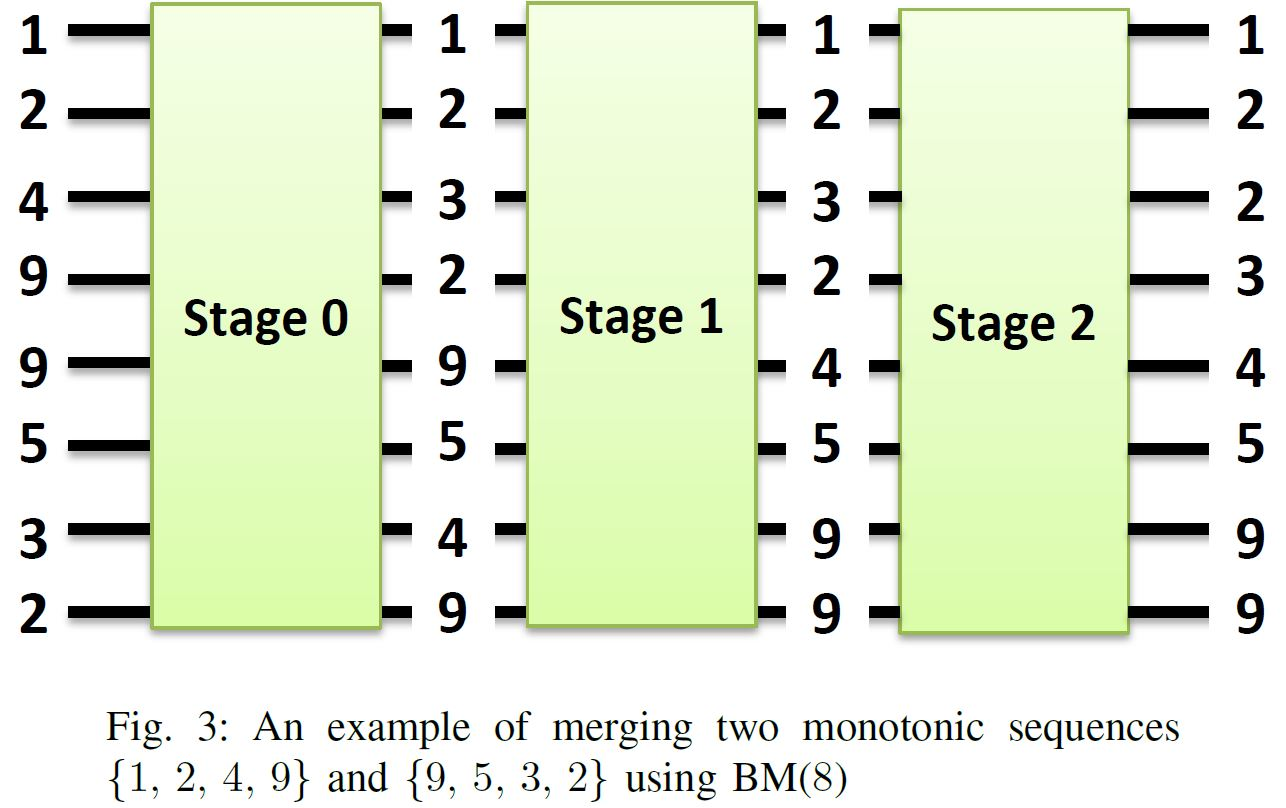 1 1 1 1
2 2 2 2
4 3 3 2
9 2 2 3
Stage 0 Stage 1 Stage 2
9 9 4 4
5 5 5 5
3 4 9 9
2 9 9 9
Fig. 3: An example of merging two monotonic sequences
{1, 2, 4, 9} and {9, 5, 3, 2} using BM(8)